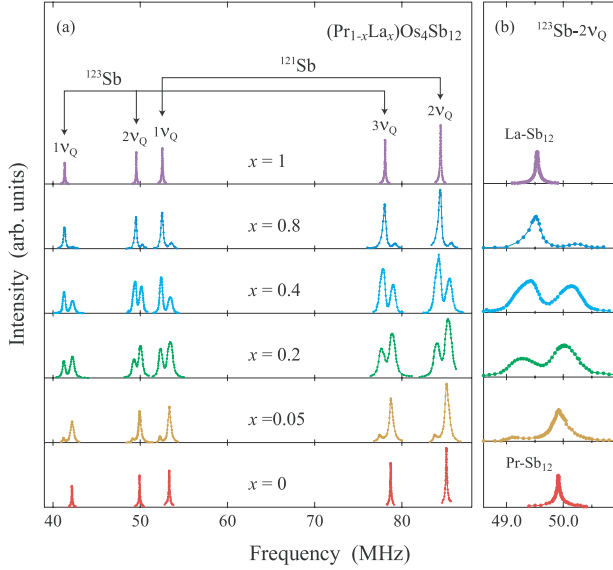 (a)
(Pr1-xLax)Os4Sb12
(b)
123Sb-2νQ
121Sb
123Sb
1νQ
2νQ
1νQ
3νQ
2νQ
La-Sb12
x = 1
x = 0.8
x = 0.4
x = 0.2
x =0.05
x = 0
Pr-Sb12
Intensity (arb. units)
40 50 60 70 80
49.0 50.0
Frequency (MHz)
Frequency (MHz)